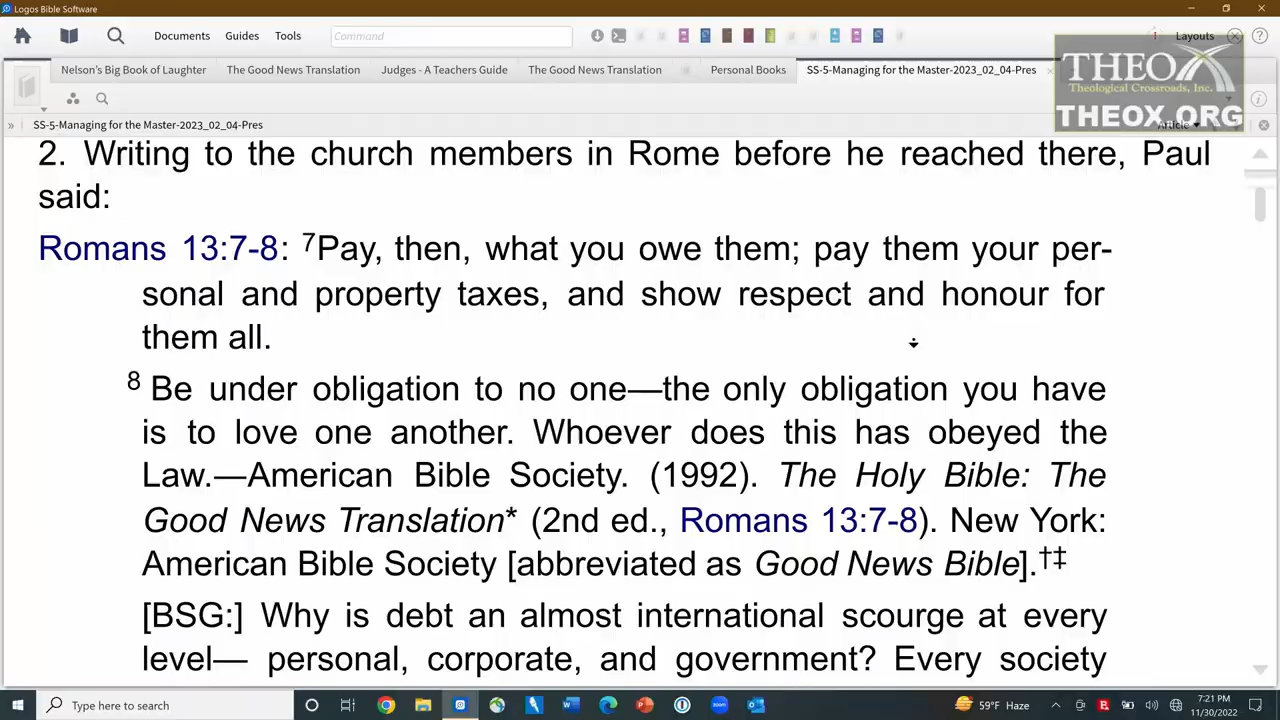 Logos Bible Software
Documents Guides Tools Command Layouts
Nelson's Big Book of Laughter The Good News Translation Judges - A Teachers Guide The Good News Translation Personal Books SS-5-Managing for the Master-2023_02_04-Pres
THEOX
Theological Crossroads, Inc.
THEOX.ORG
SS-5-Managing for the Master-2023_02_04-Pres Article
2. Writing to the church members in Rome before he reached there, Paul
said:
Romans 13:7-8: ⁷Pay, then, what you owe them; pay them your per-
sonal and property taxes, and show respect and honour for
them all.
⁸ Be under obligation to no one—the only obligation you have
is to love one another. Whoever does this has obeyed the
Law.—American Bible Society. (1992). The Holy Bible: The
Good News Translation* (2nd ed., Romans 13:7-8). New York:
American Bible Society [abbreviated as Good News Bible].†‡
[BSG:] Why is debt an almost international scourge at every
level— personal, corporate, and government? Every society
Type here to search
59°F Haze
7:21 PM
11/30/2022